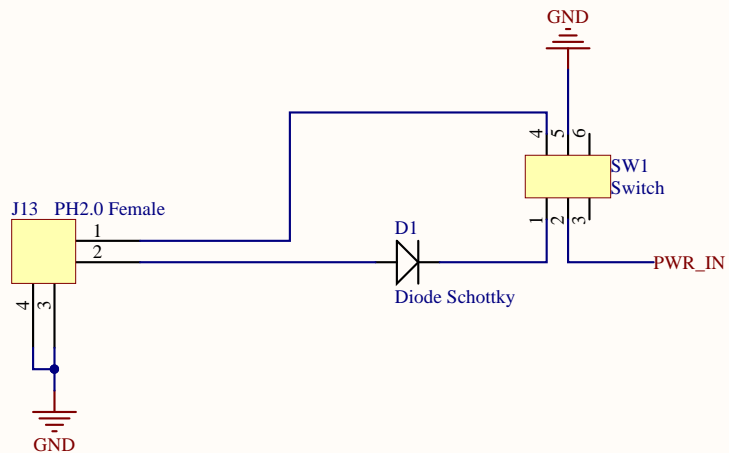 GND
4 5 6
SW1
Switch
1 2 3
J13 PH2.0 Female
1
2
D1
Diode Schottky
PWR_IN
4 3
GND